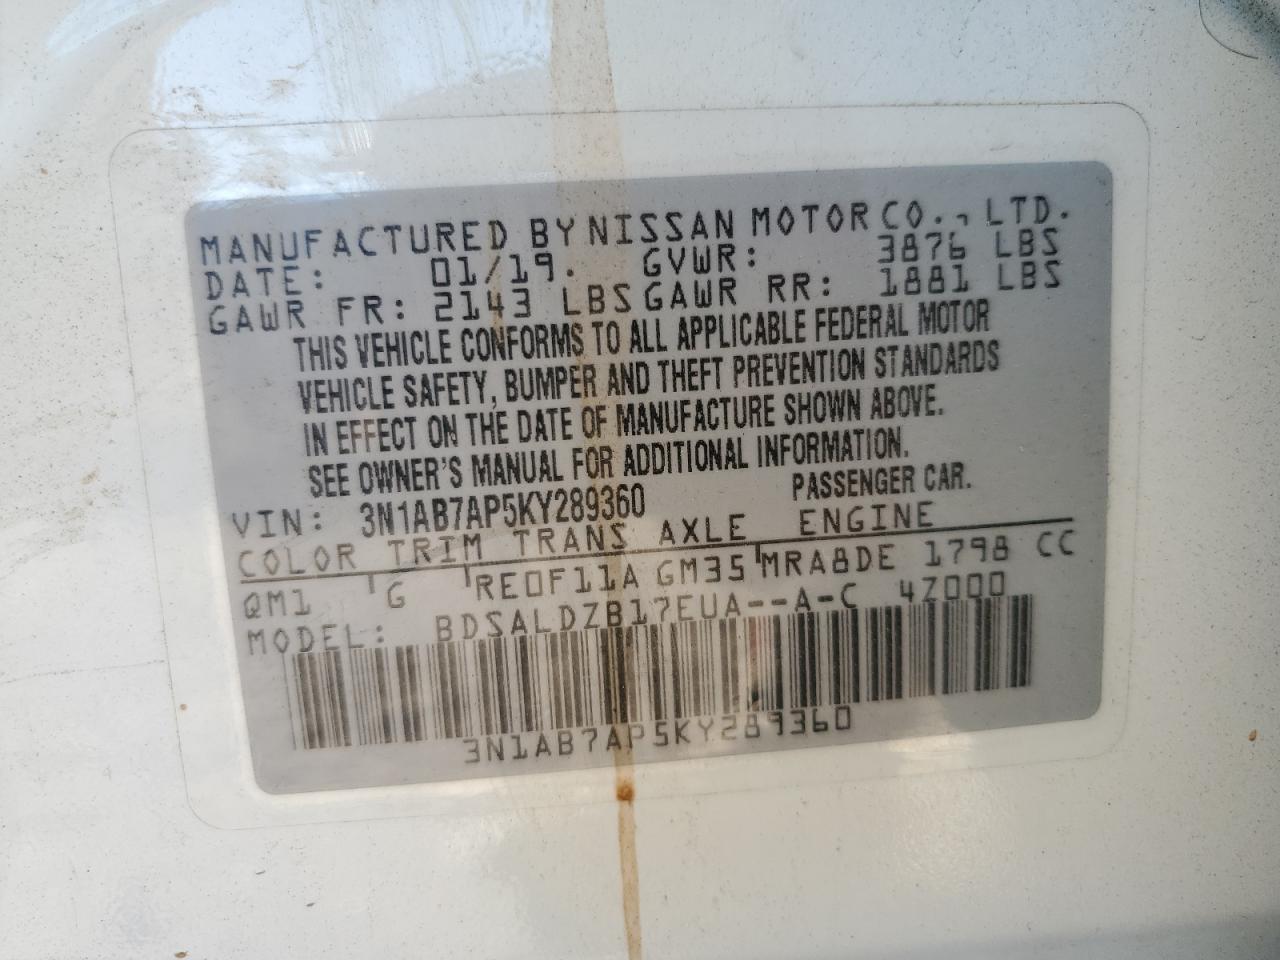 MANUFACTURED BY NISSAN MOTOR CO., LTD.
DATE: 01/19. GVWR: 3876 LBS
GAWR FR: 2143 LBS GAWR RR: 1881 LBS
THIS VEHICLE CONFORMS TO ALL APPLICABLE FEDERAL MOTOR
VEHICLE SAFETY, BUMPER AND THEFT PREVENTION STANDARDS
IN EFFECT ON THE DATE OF MANUFACTURE SHOWN ABOVE.
SEE OWNER'S MANUAL FOR ADDITIONAL INFORMATION.
VIN: 3N1AB7AP5KY289360 PASSENGER CAR.
COLOR TRIM TRANS AXLE ENGINE
QM1 G RE0F11A GM35 MRA8DE 1798 CC
MODEL: BDSALDZB17EUA--A-C 4Z000
3N1AB7AP5KY289360